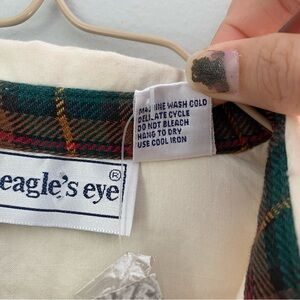 MACHINE WASH COLD
DELICATE CYCLE
DO NOT BLEACH
HANG TO DRY
USE COOL IRON
eagle's eye®